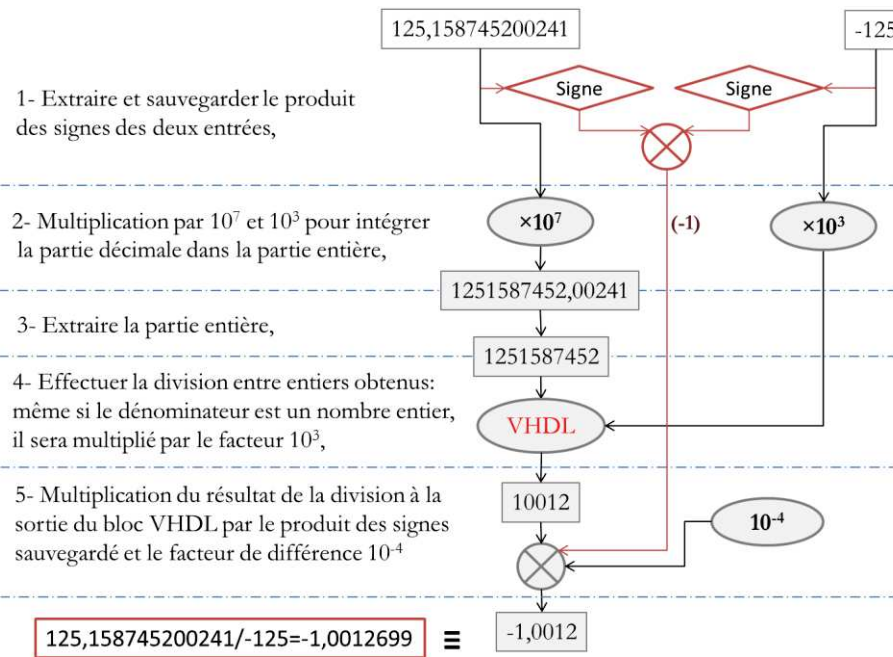 125,158745200241
-125
Signe
Signe
1- Extraire et sauvegarder le produit
des signes des deux entrées,
2- Multiplication par 10⁷ et 10³ pour intégrer
la partie décimale dans la partie entière,
×10⁷
(-1)
×10³
1251587452,00241
3- Extraire la partie entière,
1251587452
4- Effectuer la division entre entiers obtenus:
même si le dénominateur est un nombre entier,
il sera multiplié par le facteur 10³,
VHDL
5- Multiplication du résultat de la division à la
sortie du bloc VHDL par le produit des signes
sauvegardé et le facteur de différence 10⁻⁴
10012
10⁻⁴
125,158745200241/-125=-1,0012699
≡
-1,0012